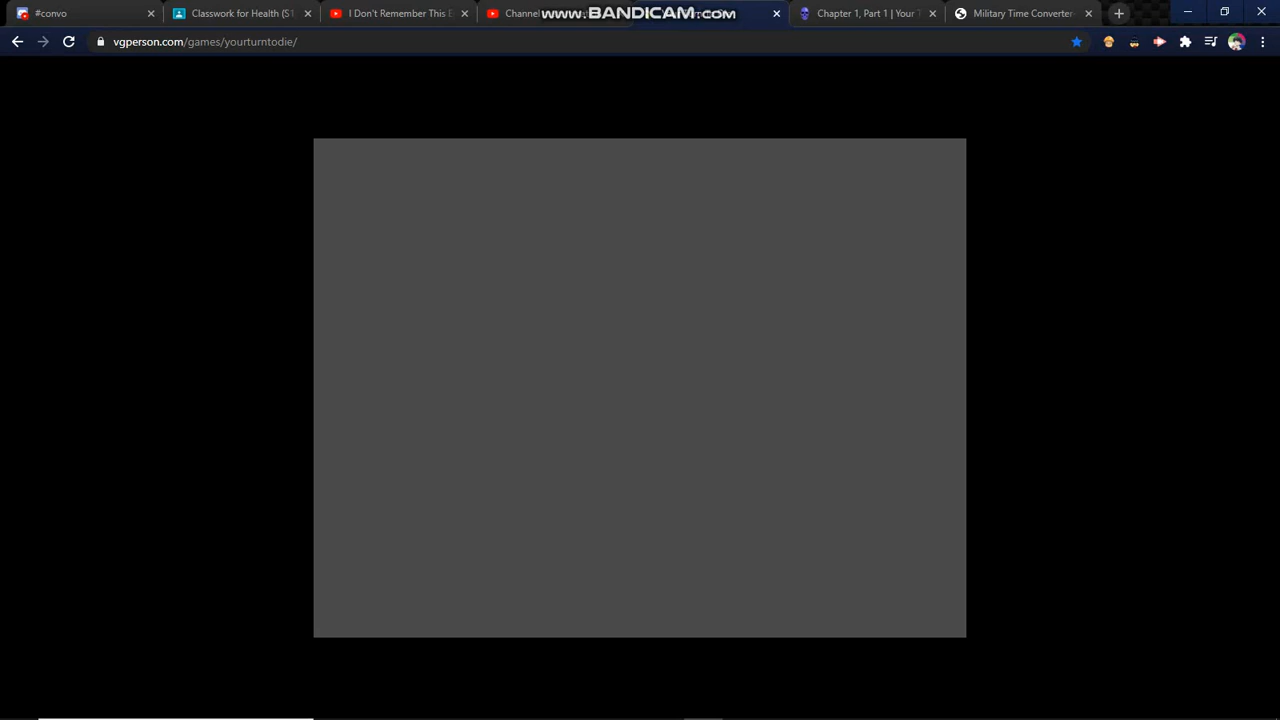 #convo
Classwork for Health (S1
I Don't Remember This E
Channel
www.BANDICAM.com
Chapter 1, Part 1 | Your T
Military Time Converter
vgperson.com/games/yourturntodie/